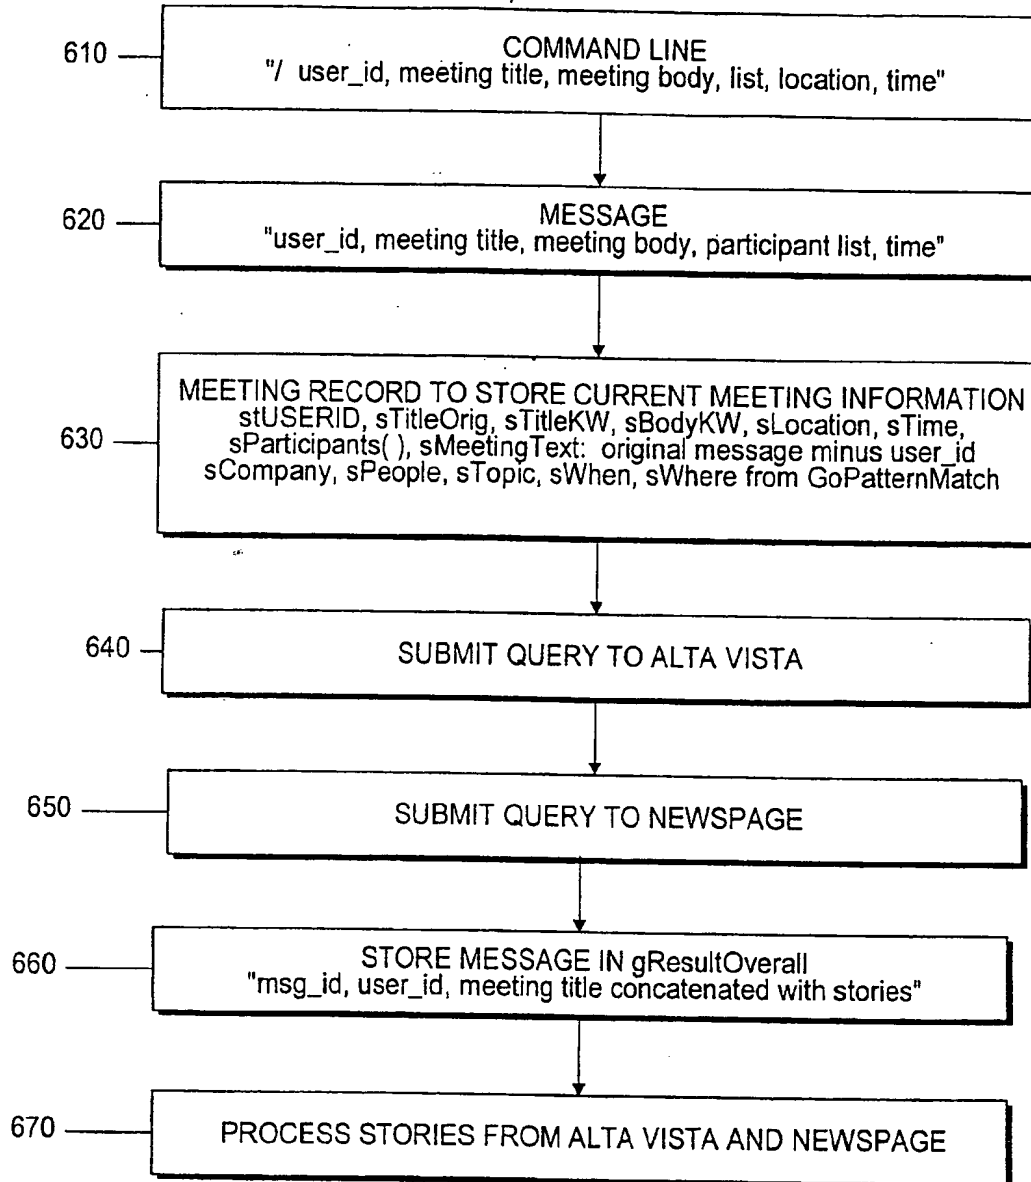 610
COMMAND LINE
"/ user_id, meeting title, meeting body, list, location, time"
620
MESSAGE
"user_id, meeting title, meeting body, participant list, time"
630
MEETING RECORD TO STORE CURRENT MEETING INFORMATION
stUSERID, sTitleOrig, sTitleKW, sBodyKW, sLocation, sTime,
sParticipants( ), sMeetingText: original message minus user_id
sCompany, sPeople, sTopic, sWhen, sWhere from GoPatternMatch
640
SUBMIT QUERY TO ALTA VISTA
650
SUBMIT QUERY TO NEWSPAGE
660
STORE MESSAGE IN gResultOverall
"msg_id, user_id, meeting title concatenated with stories"
670
PROCESS STORIES FROM ALTA VISTA AND NEWSPAGE